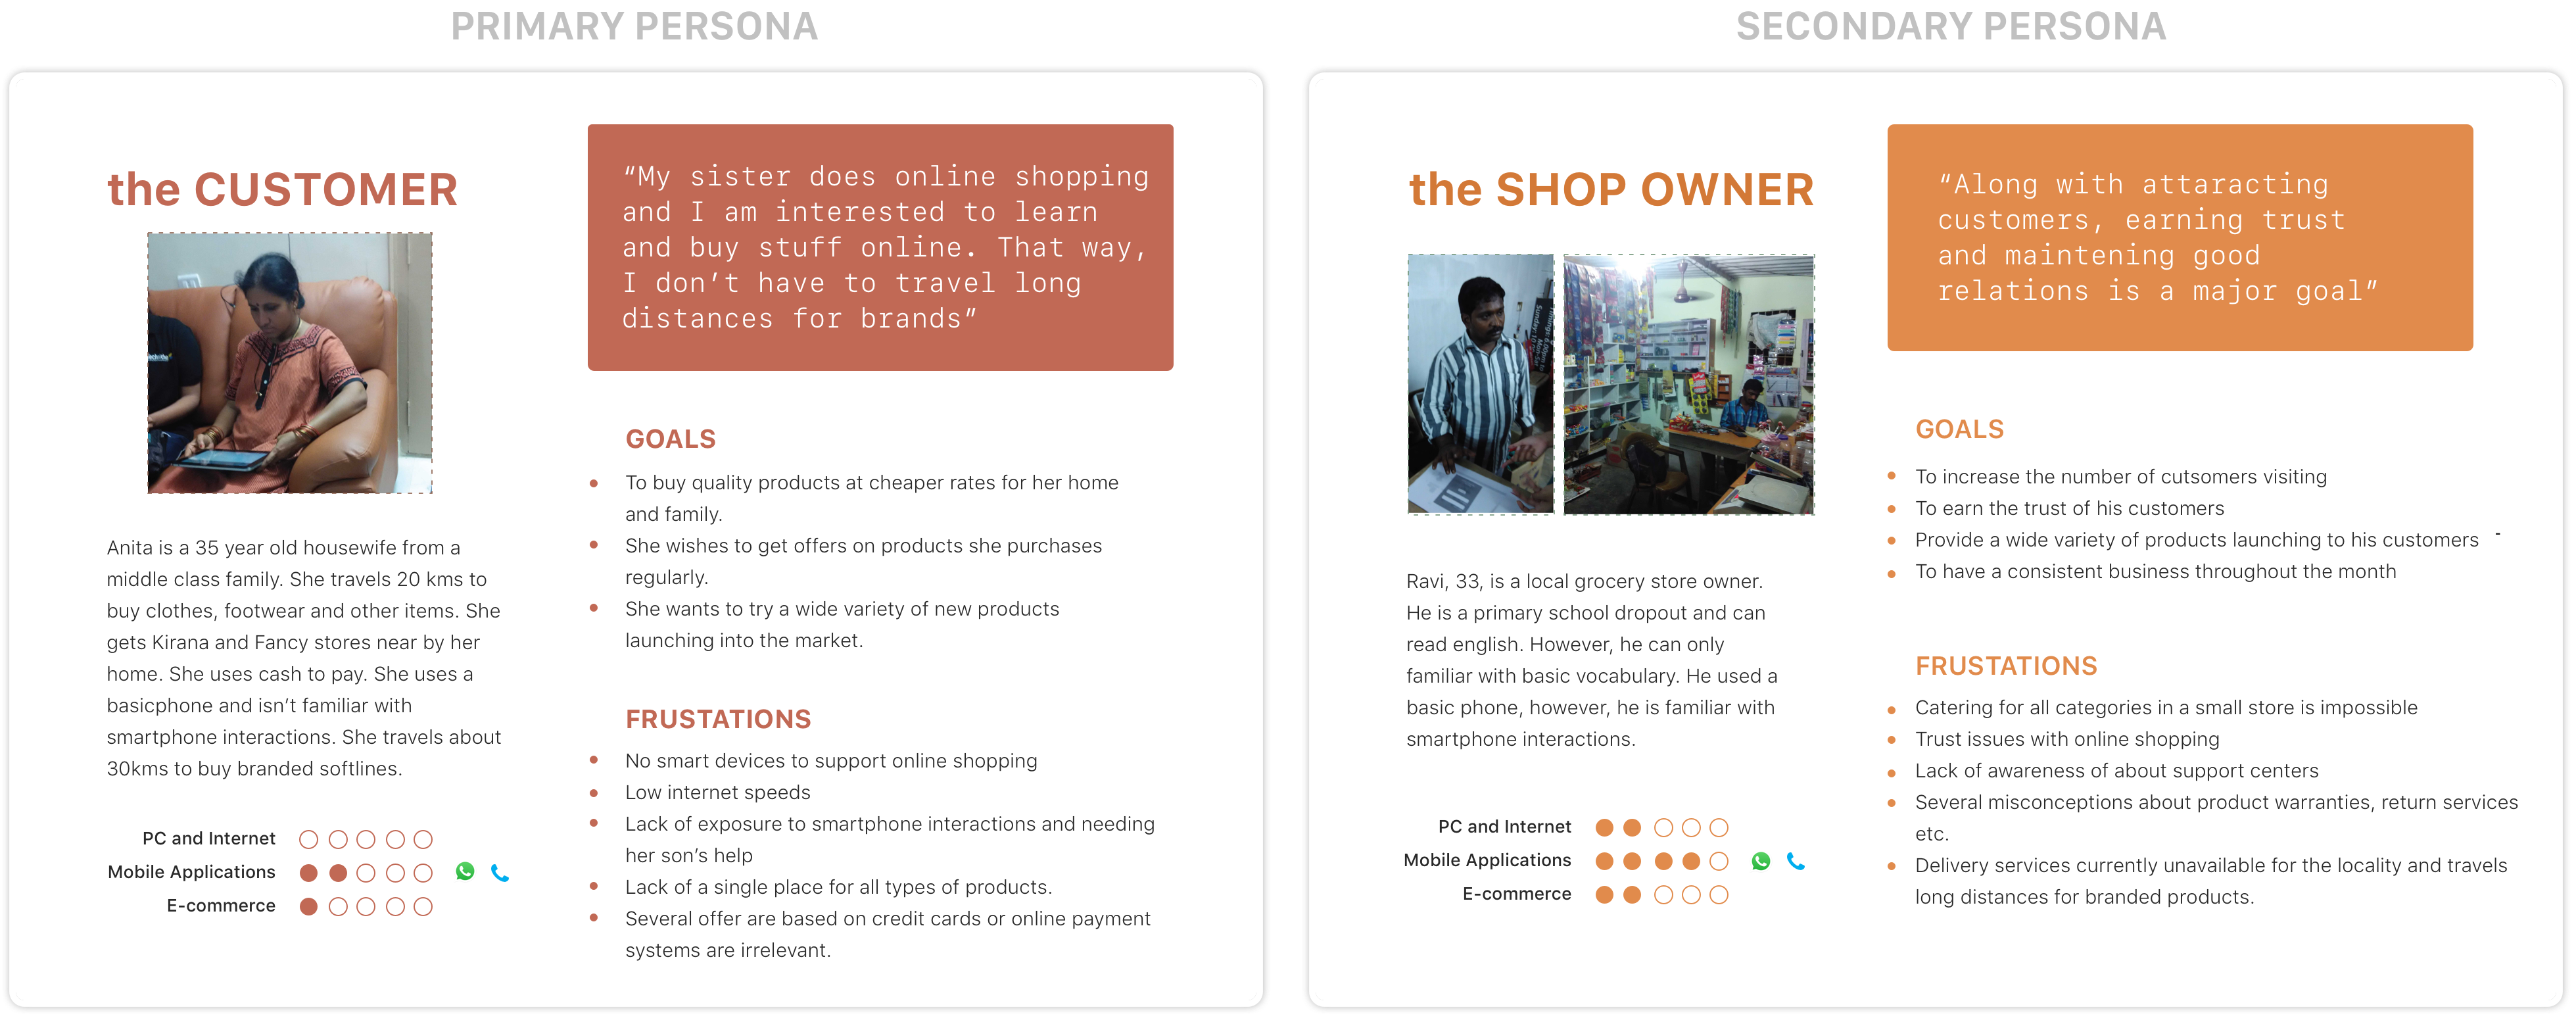 PRIMARY PERSONA
the CUSTOMER
“My sister does online shopping
and I am interested to learn
and buy stuff online. That way,
I don’t have to travel long
distances for brands”
Anita is a 35 year old housewife from a
middle class family. She travels 20 kms to
buy clothes, footwear and other items. She
gets Kirana and Fancy stores near by her
home. She uses cash to pay. She uses a
basicphone and isn’t familiar with
smartphone interactions. She travels about
30kms to buy branded softlines.
PC and Internet
Mobile Applications
E-commerce
GOALS
To buy quality products at cheaper rates for her home
and family.
She wishes to get offers on products she purchases
regularly.
She wants to try a wide variety of new products
launching into the market.
FRUSTATIONS
No smart devices to support online shopping
Low internet speeds
Lack of exposure to smartphone interactions and needing
her son’s help
Lack of a single place for all types of products.
Several offer are based on credit cards or online payment
systems are irrelevant.
SECONDARY PERSONA
the SHOP OWNER
“Along with attaracting
customers, earning trust
and maintening good
relations is a major goal”
Ravi, 33, is a local grocery store owner.
He is a primary school dropout and can
read english. However, he can only
familiar with basic vocabulary. He used a
basic phone, however, he is familiar with
smartphone interactions.
PC and Internet
Mobile Applications
E-commerce
GOALS
To increase the number of cutsomers visiting
To earn the trust of his customers
Provide a wide variety of products launching to his customers -
To have a consistent business throughout the month
FRUSTATIONS
Catering for all categories in a small store is impossible
Trust issues with online shopping
Lack of awareness of about support centers
Several misconceptions about product warranties, return services
etc.
Delivery services currently unavailable for the locality and travels
long distances for branded products.